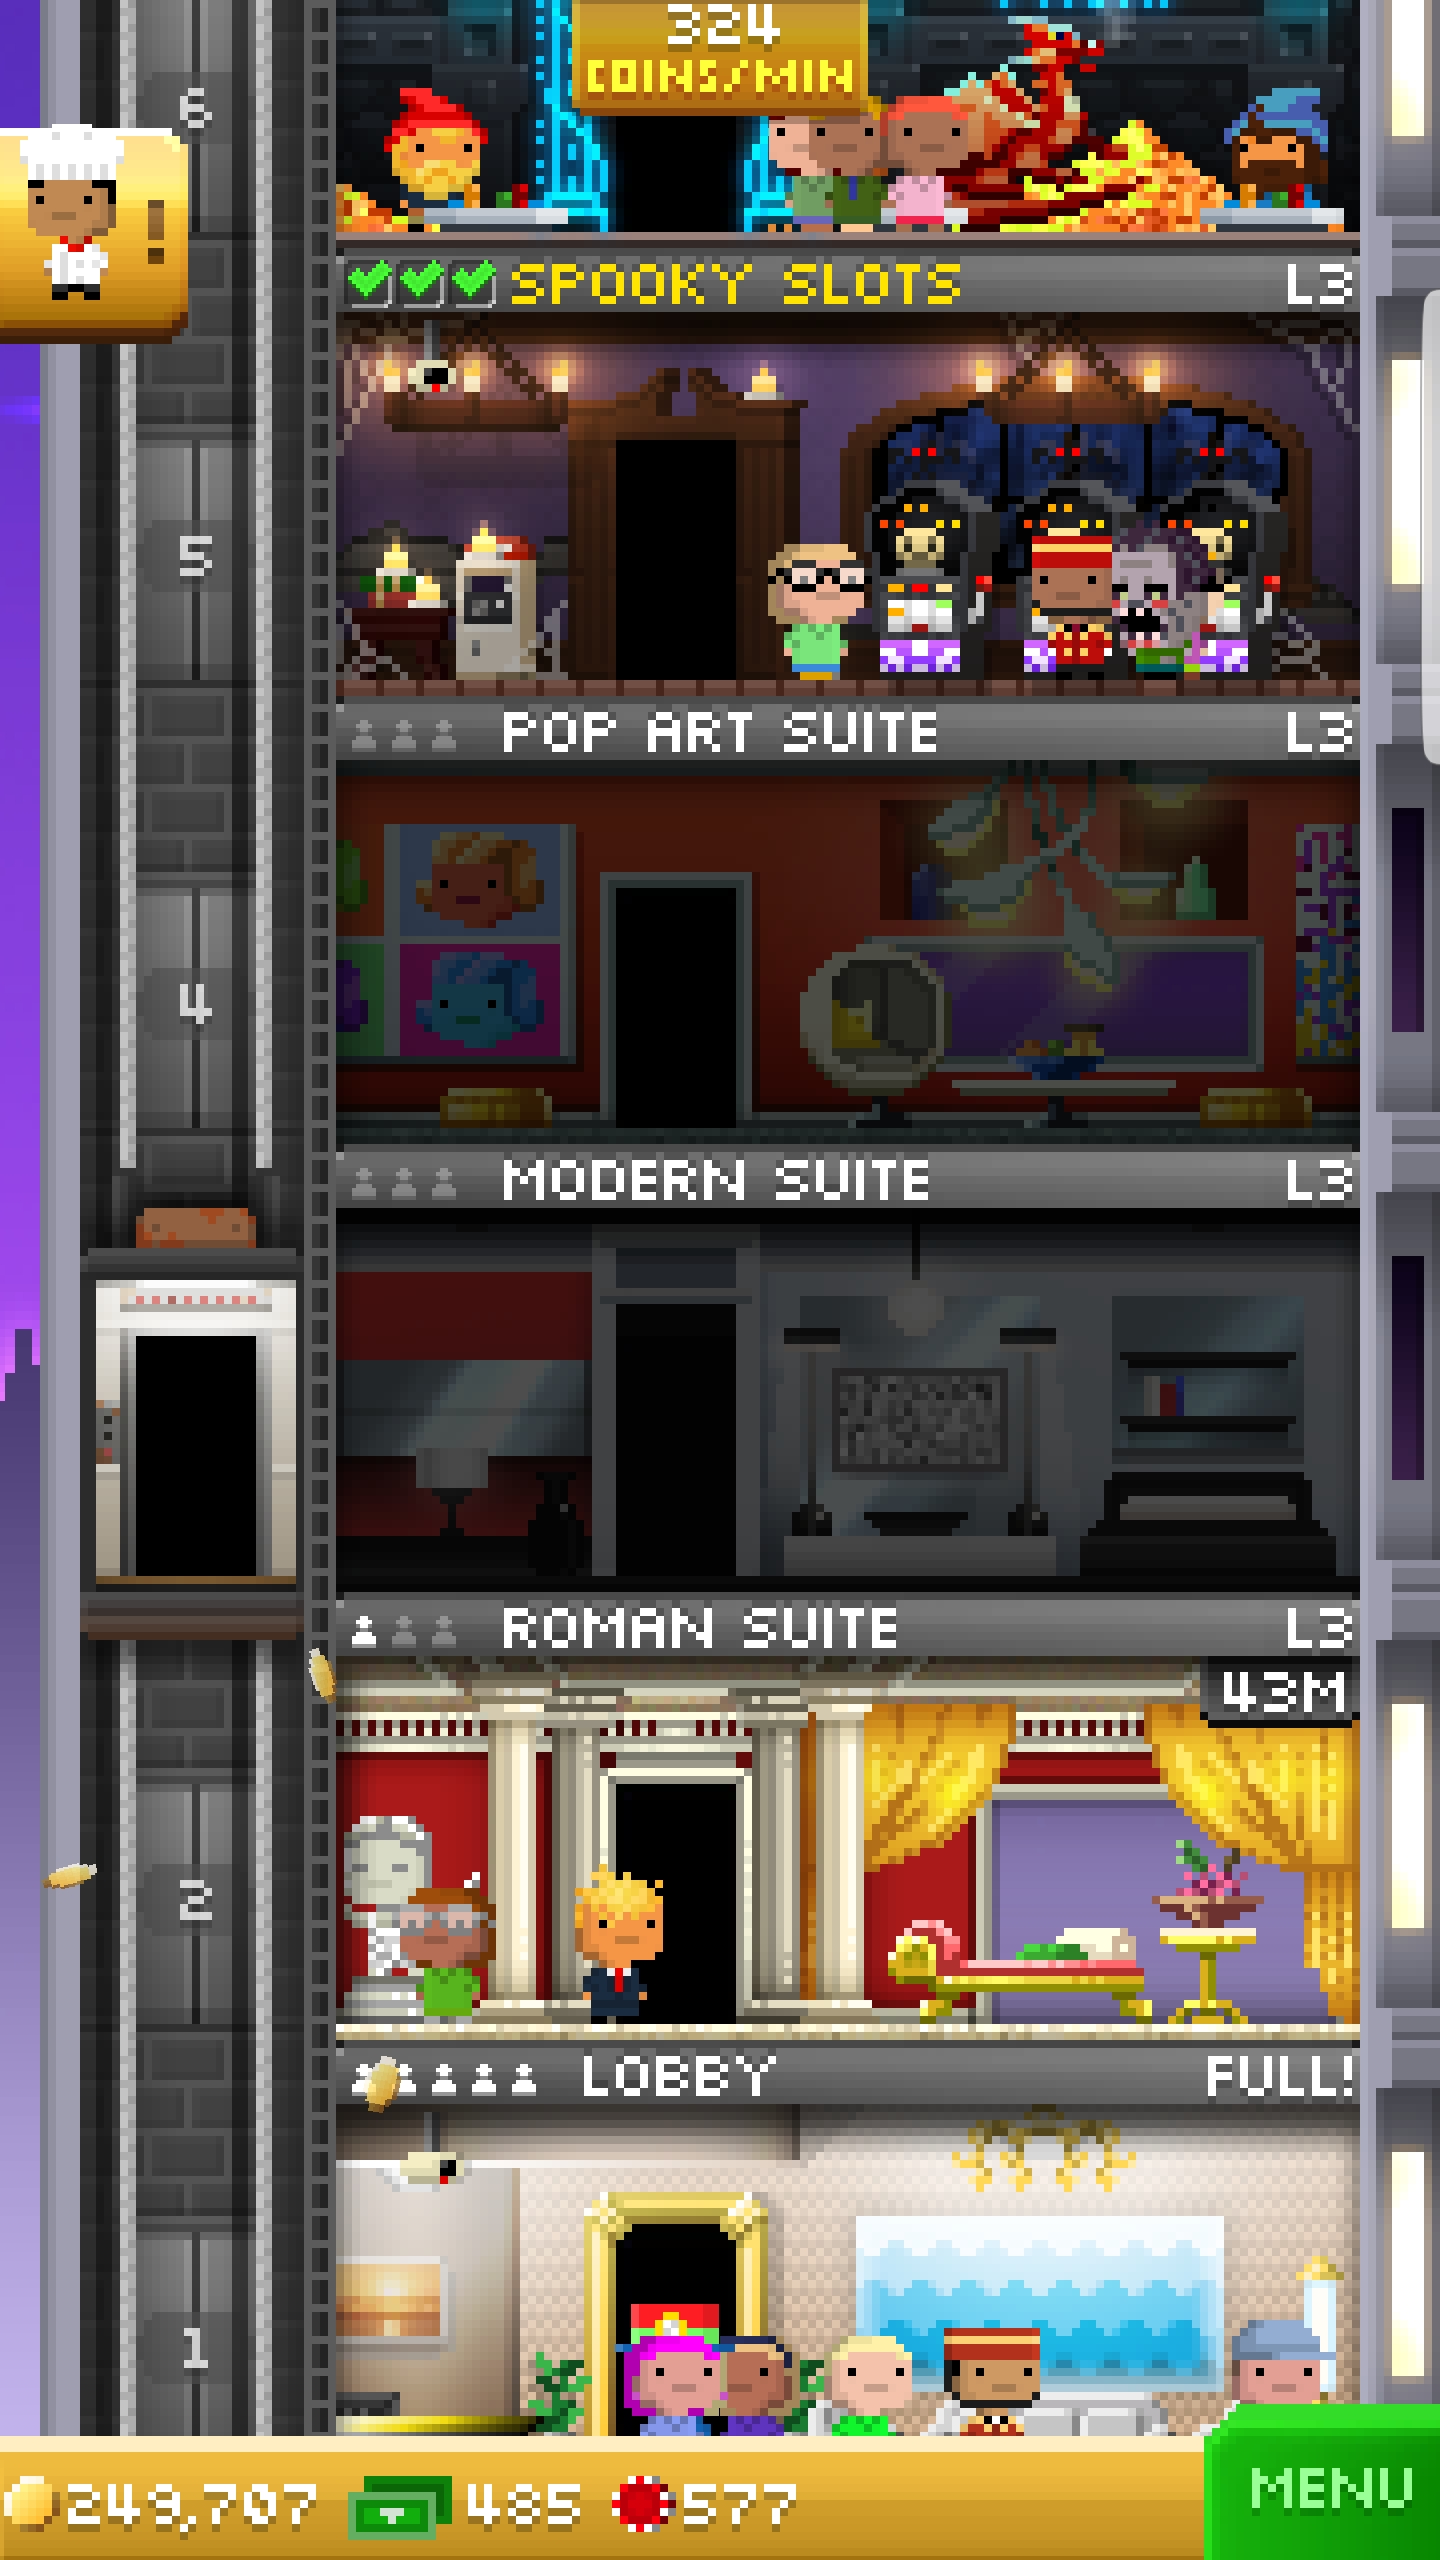 324
COINS/MIN
6
SPOOKY SLOTS L3
5
POP ART SUITE L3
4
MODERN SUITE L3
ROMAN SUITE L3
43M
2
LOBBY FULL!
1
249,707 485 577 MENU